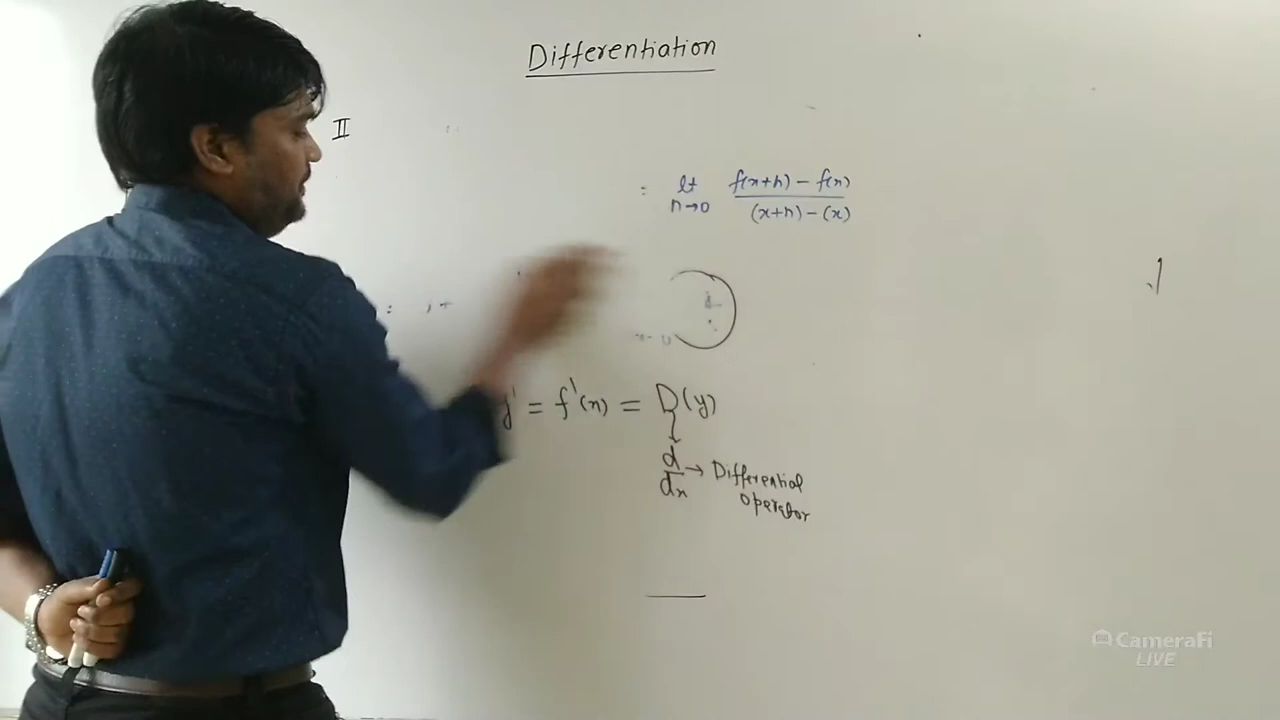 Differentiation
II
= lt f(x+h) - f(x)
h→0 (x+h) - (x)
y' = f'(x) = D(y)
d → Differential
dx operator
CameraFi
LIVE